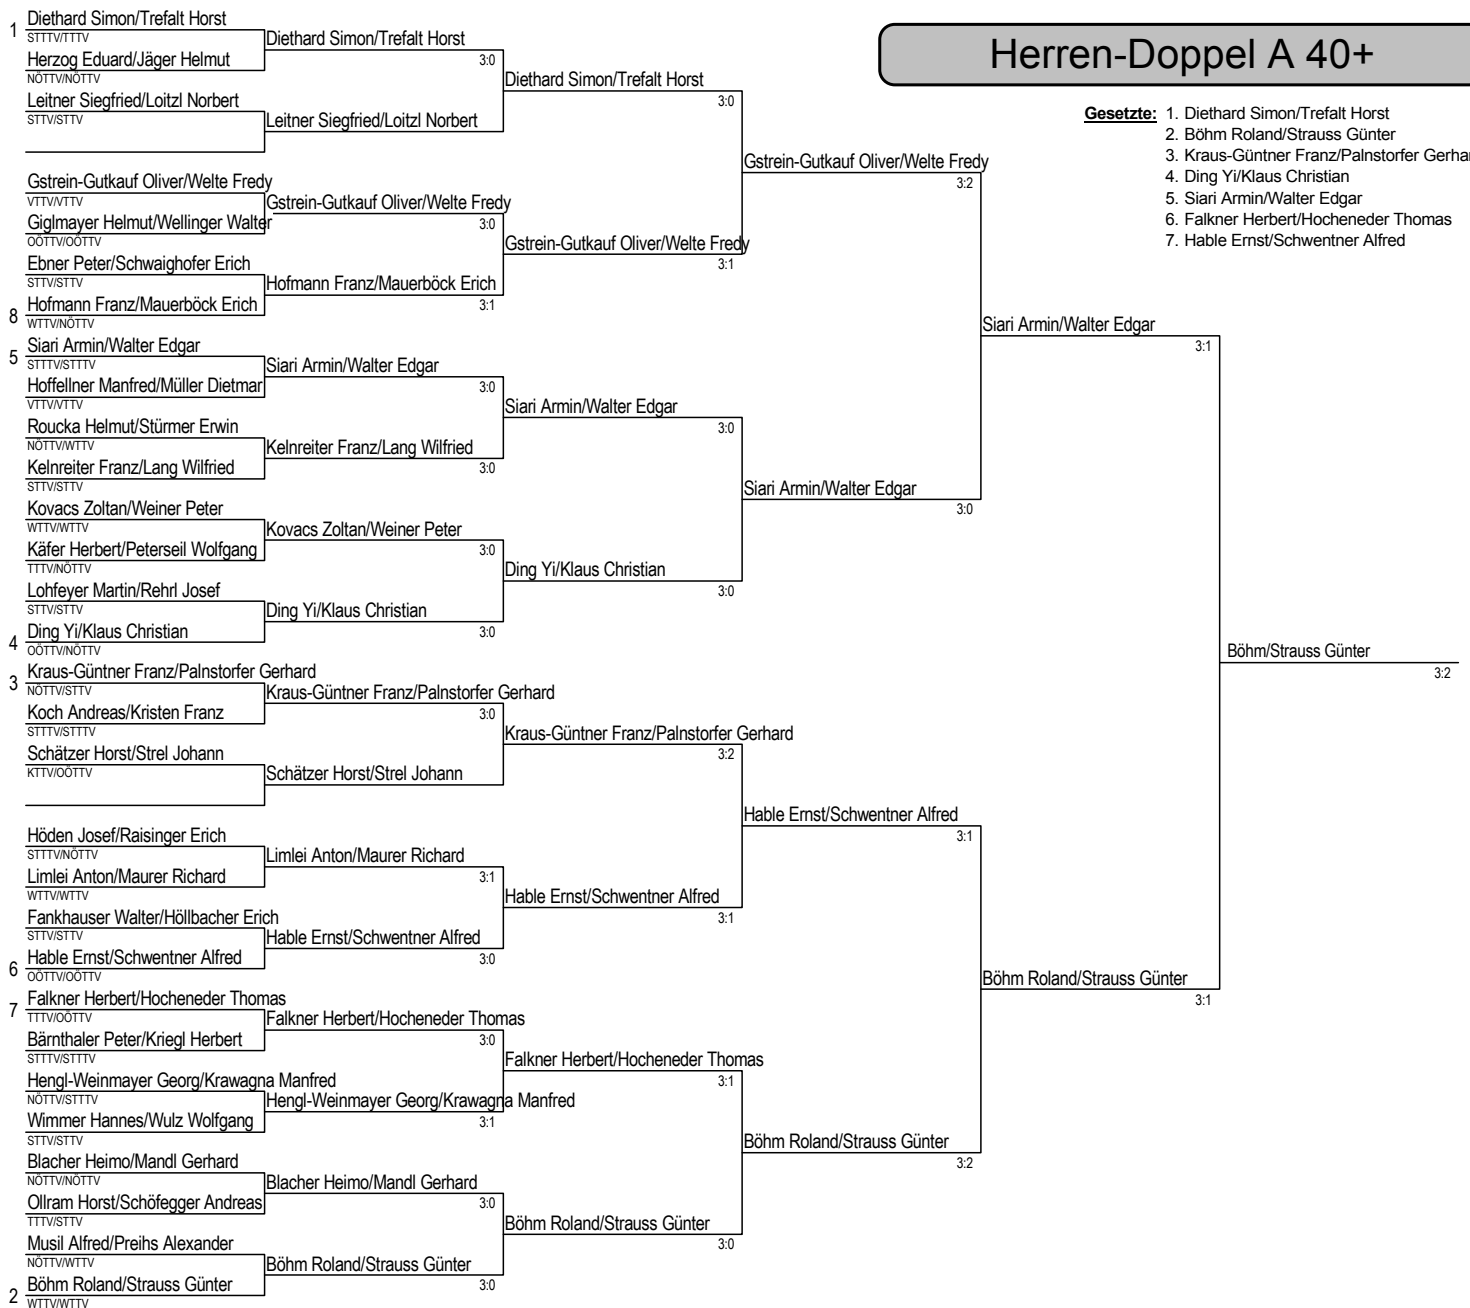 Herren-Doppel A 40+
Gesetzte: 1. Diethard Simon/Trefalt Horst
2. Böhm Roland/Strauss Günter
3. Kraus-Güntner Franz/Palnstorfer Gerhar
4. Ding Yi/Klaus Christian
5. Siari Armin/Walter Edgar
6. Falkner Herbert/Hocheneder Thomas
7. Hable Ernst/Schwentner Alfred
1 Diethard Simon/Trefalt Horst
STTTV/TTTV
Herzog Eduard/Jäger Helmut
NÖTTV/NÖTTV
Leitner Siegfried/Loitzl Norbert
STTV/STTV
Gstrein-Gutkauf Oliver/Welte Fredy
VTTV/VTTV
Giglmayer Helmut/Wellinger Walter
OÖTTV/OÖTTV
Ebner Peter/Schwaighofer Erich
STTV/STTV
8 Hofmann Franz/Mauerböck Erich
WTTV/NÖTTV
5 Siari Armin/Walter Edgar
STTTV/STTTV
Hoffellner Manfred/Müller Dietmar
VTTV/VTTV
Roucka Helmut/Stürmer Erwin
NÖTTV/WTTV
Kelnreiter Franz/Lang Wilfried
STTV/STTV
Kovacs Zoltan/Weiner Peter
WTTV/WTTV
Käfer Herbert/Peterseil Wolfgang
TTTV/NÖTTV
Lohfeyer Martin/Rehrl Josef
STTV/STTV
4 Ding Yi/Klaus Christian
OÖTTV/NÖTTV
3 Kraus-Güntner Franz/Palnstorfer Gerhard
NÖTTV/STTV
Koch Andreas/Kristen Franz
STTTV/STTTV
Schätzer Horst/Strel Johann
KTTV/OÖTTV
Höden Josef/Raisinger Erich
STTTV/NÖTTV
Limlei Anton/Maurer Richard
WTTV/WTTV
Fankhauser Walter/Höllbacher Erich
STTV/STTV
6 Hable Ernst/Schwentner Alfred
OÖTTV/OÖTTV
7 Falkner Herbert/Hocheneder Thomas
TTTV/OÖTTV
Bärnthaler Peter/Kriegl Herbert
STTTV/STTTV
Hengl-Weinmayer Georg/Krawagna Manfred
NÖTTV/STTTV
Wimmer Hannes/Wulz Wolfgang
STTV/STTV
Blacher Heimo/Mandl Gerhard
NÖTTV/NÖTTV
Ollram Horst/Schöfegger Andreas
TTTV/STTV
Musil Alfred/Preihs Alexander
NÖTTV/WTTV
2 Böhm Roland/Strauss Günter
WTTV/WTTV
Diethard Simon/Trefalt Horst
3:0
Leitner Siegfried/Loitzl Norbert
Gstrein-Gutkauf Oliver/Welte Fredy
3:0
Hofmann Franz/Mauerböck Erich
3:1
Siari Armin/Walter Edgar
3:0
Kelnreiter Franz/Lang Wilfried
3:0
Kovacs Zoltan/Weiner Peter
3:0
Ding Yi/Klaus Christian
3:0
Kraus-Güntner Franz/Palnstorfer Gerhard
3:0
Schätzer Horst/Strel Johann
Limlei Anton/Maurer Richard
3:1
Hable Ernst/Schwentner Alfred
3:0
Falkner Herbert/Hocheneder Thomas
3:0
Hengl-Weinmayer Georg/Krawagna Manfred
3:1
Blacher Heimo/Mandl Gerhard
3:0
Böhm Roland/Strauss Günter
3:0
Diethard Simon/Trefalt Horst
3:0
Gstrein-Gutkauf Oliver/Welte Fredy
3:1
Siari Armin/Walter Edgar
3:0
Ding Yi/Klaus Christian
3:0
Kraus-Güntner Franz/Palnstorfer Gerhard
3:2
Hable Ernst/Schwentner Alfred
3:1
Falkner Herbert/Hocheneder Thomas
3:1
Böhm Roland/Strauss Günter
3:0
Gstrein-Gutkauf Oliver/Welte Fredy
3:2
Siari Armin/Walter Edgar
3:0
Hable Ernst/Schwentner Alfred
3:1
Böhm Roland/Strauss Günter
3:2
Siari Armin/Walter Edgar
3:1
Böhm Roland/Strauss Günter
3:1
Böhm/Strauss Günter
3:2